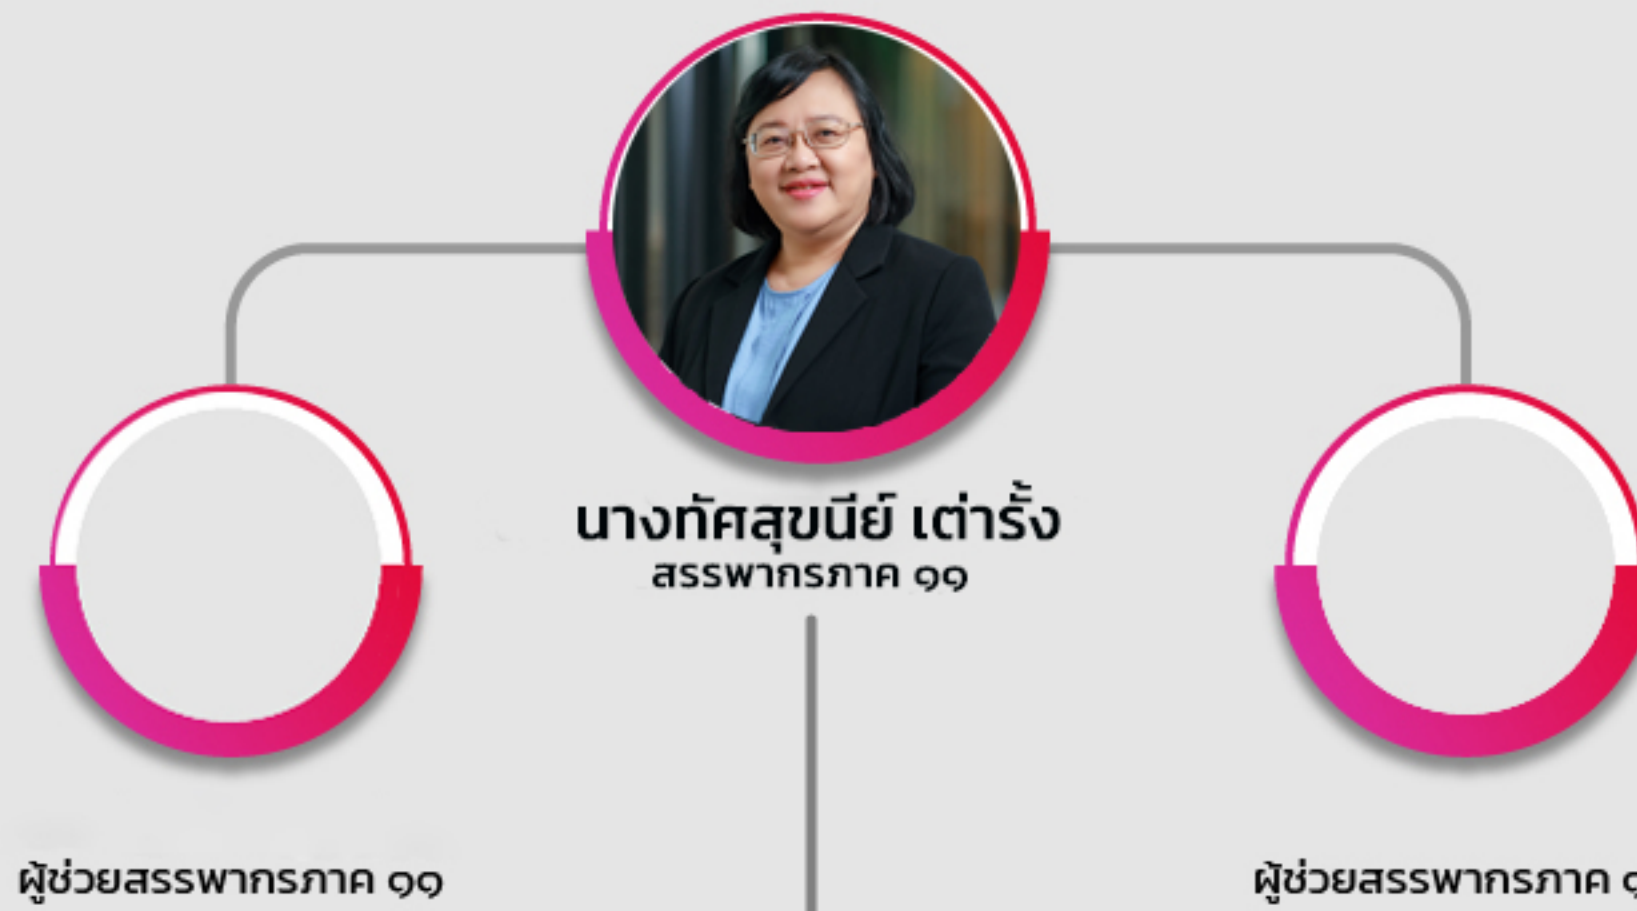 นางทัศสุขนีย์ เต่ารั้ง
สรรพากรภาค ๑๑
ผู้ช่วยสรรพากรภาค ๑๑
ผู้ช่วยสรรพากรภาค